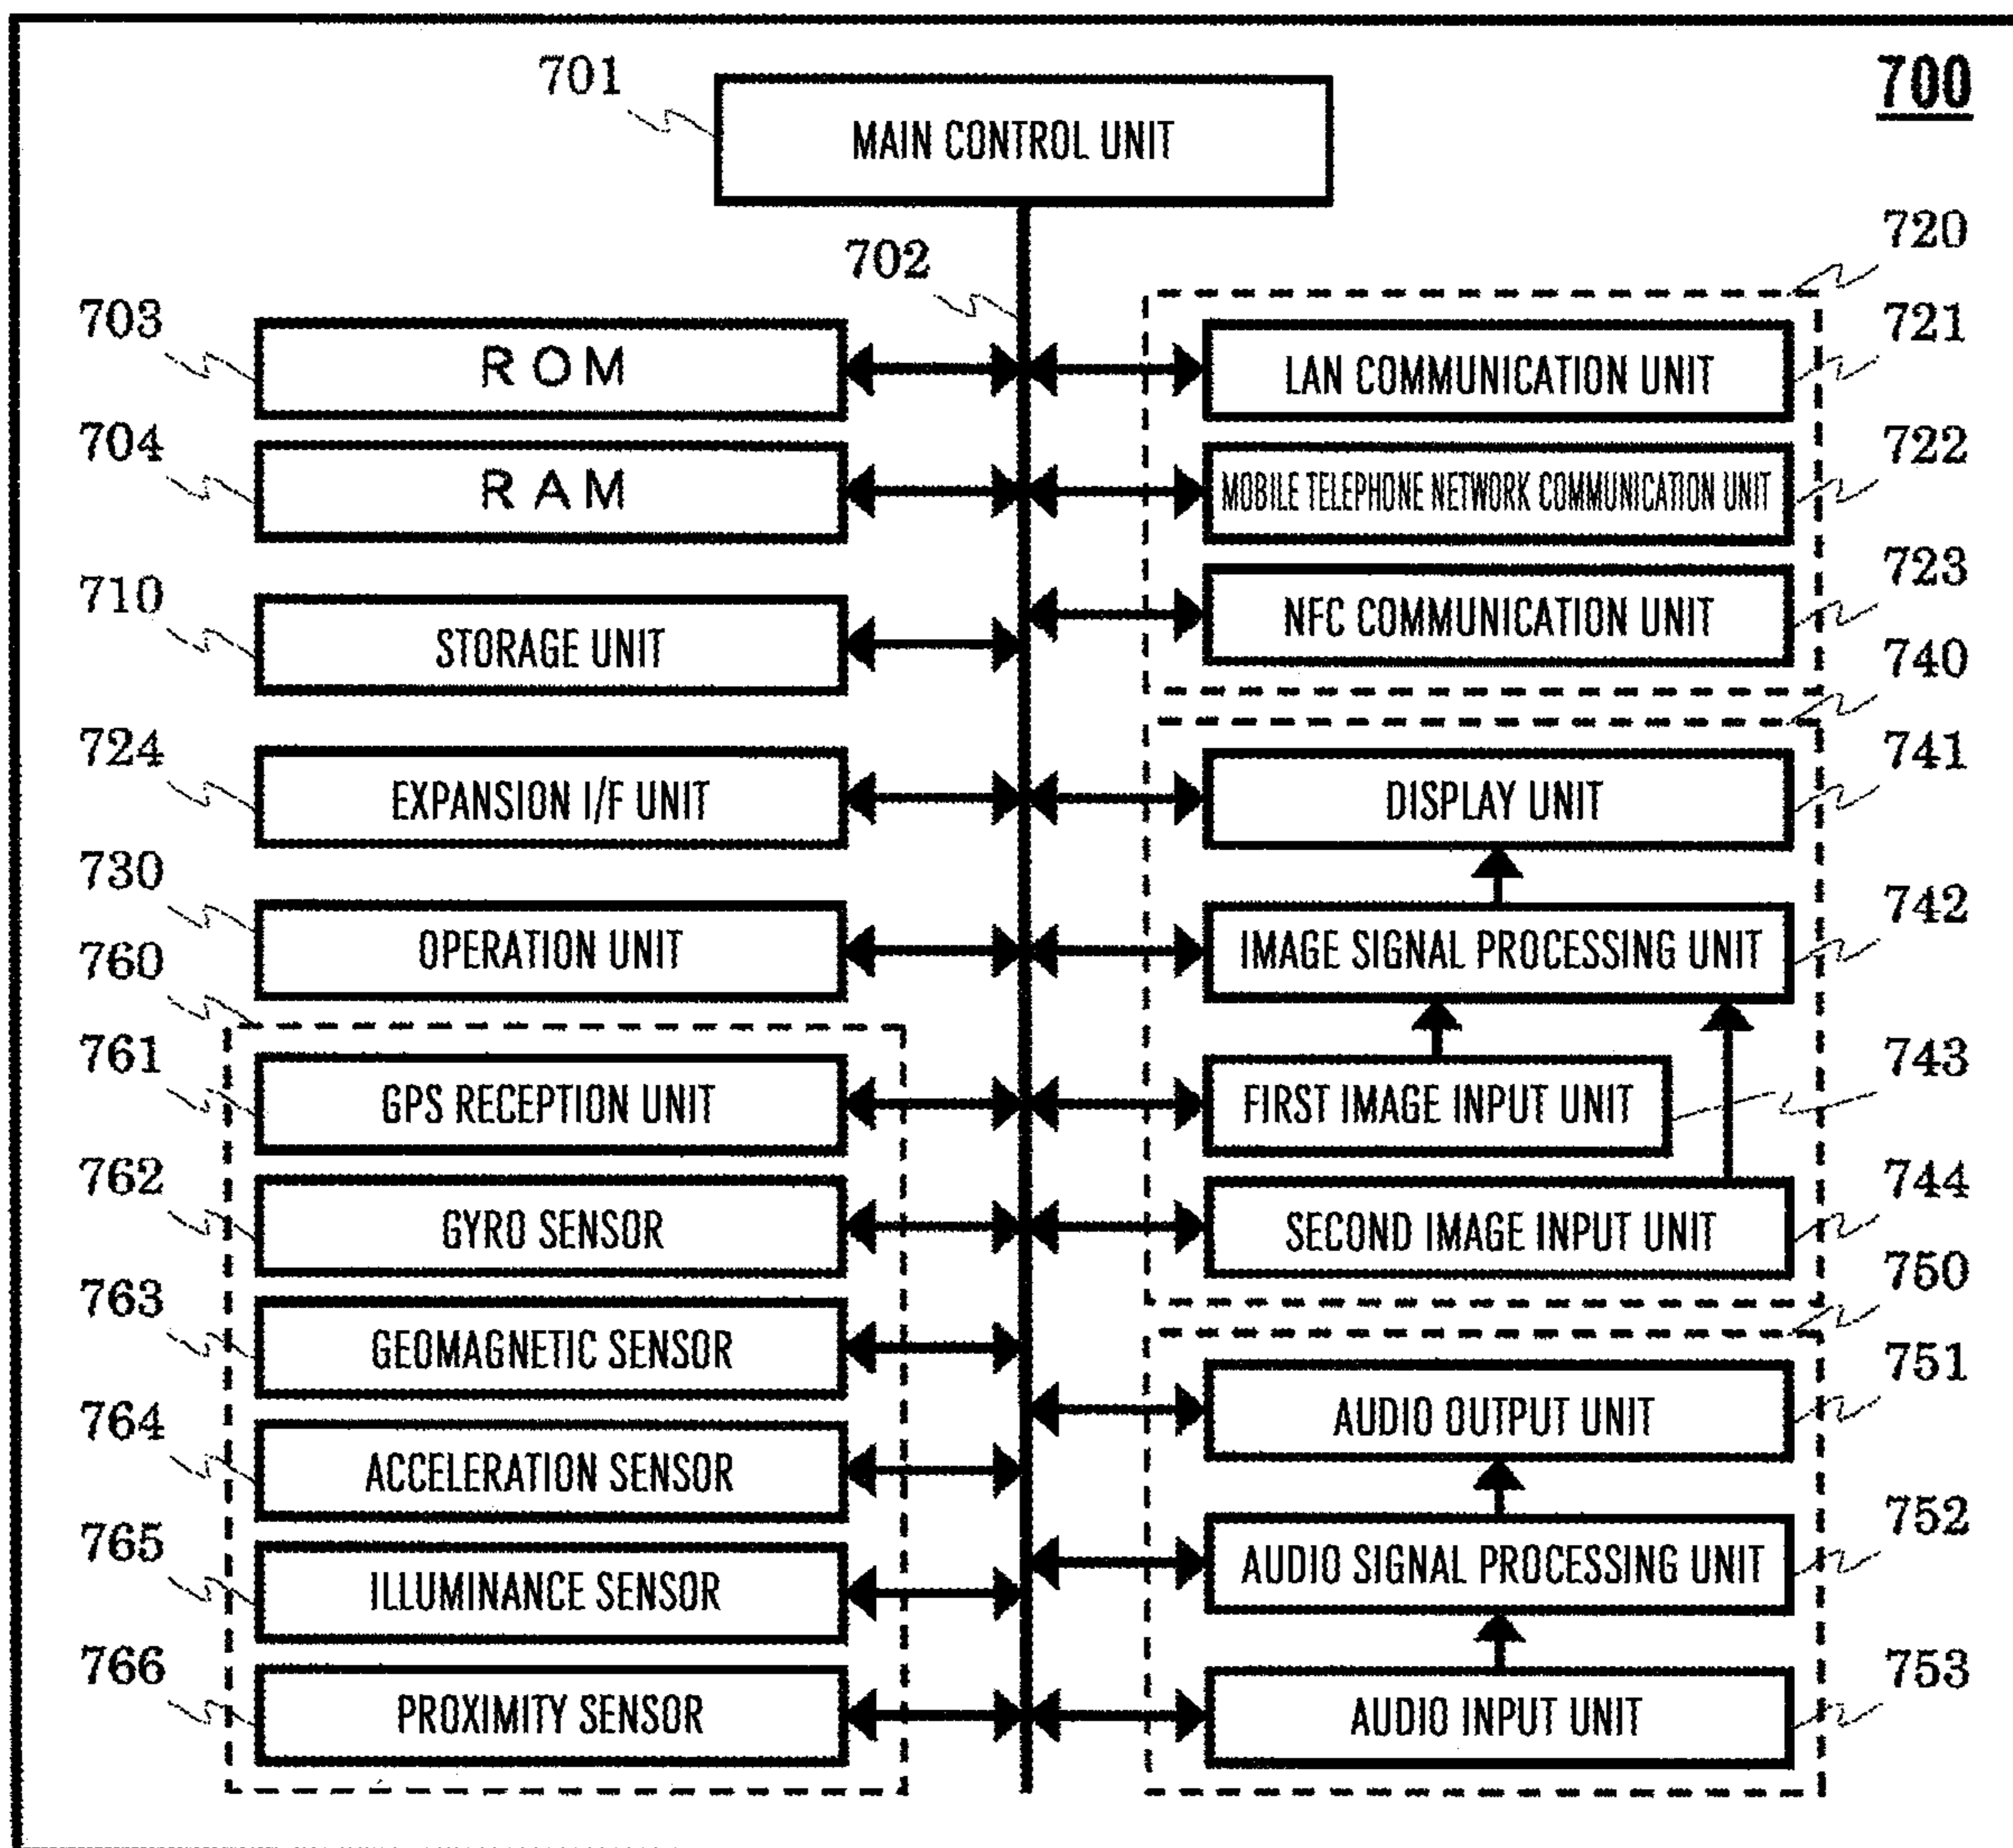 700
701
MAIN CONTROL UNIT
702
703
ROM
704
RAM
710
STORAGE UNIT
724
EXPANSION I/F UNIT
730
OPERATION UNIT
760
761
GPS RECEPTION UNIT
762
GYRO SENSOR
763
GEOMAGNETIC SENSOR
764
ACCELERATION SENSOR
765
ILLUMINANCE SENSOR
766
PROXIMITY SENSOR
720
721
LAN COMMUNICATION UNIT
722
MOBILE TELEPHONE NETWORK COMMUNICATION UNIT
723
NFC COMMUNICATION UNIT
740
741
DISPLAY UNIT
742
IMAGE SIGNAL PROCESSING UNIT
743
FIRST IMAGE INPUT UNIT
744
SECOND IMAGE INPUT UNIT
750
751
AUDIO OUTPUT UNIT
752
AUDIO SIGNAL PROCESSING UNIT
753
AUDIO INPUT UNIT